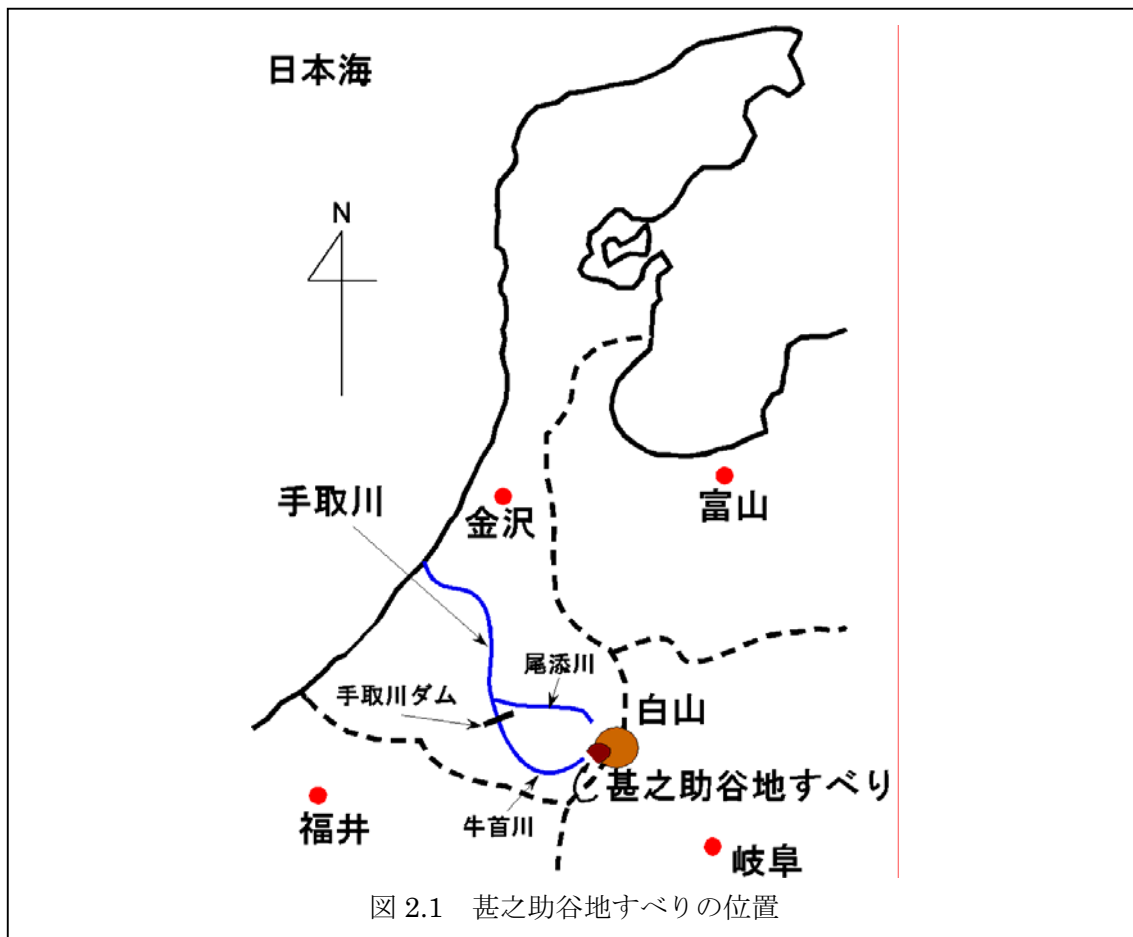 日本海
N
手取川
金沢
富山
尾添川
手取川ダム
白山
甚之助谷地すべり
福井
牛首川
岐阜
図 2.1 甚之助谷地すべりの位置